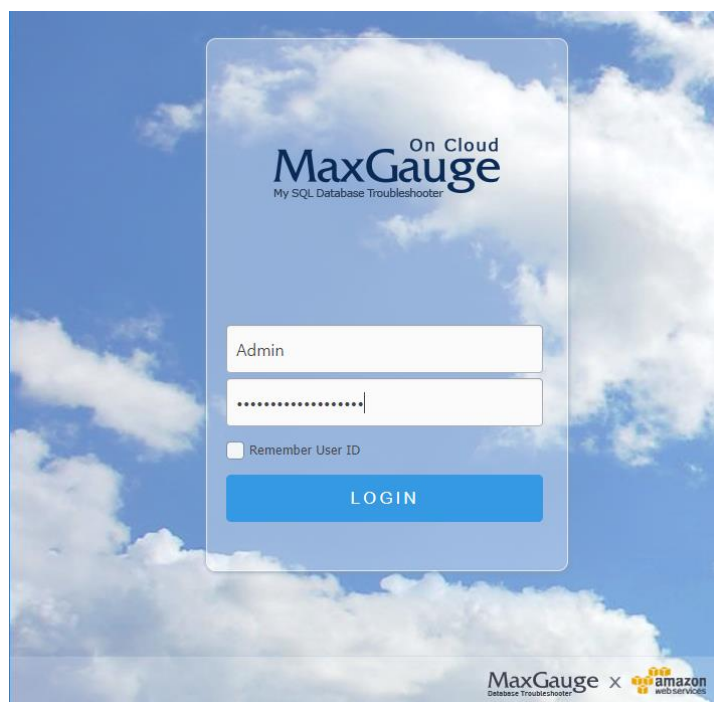 On Cloud
MaxGauge
My SQL Database Troubleshooter
Admin
•••••••••••••••••••
Remember User ID
LOGIN
MaxGauge x amazon
Database Troubleshooter webservices